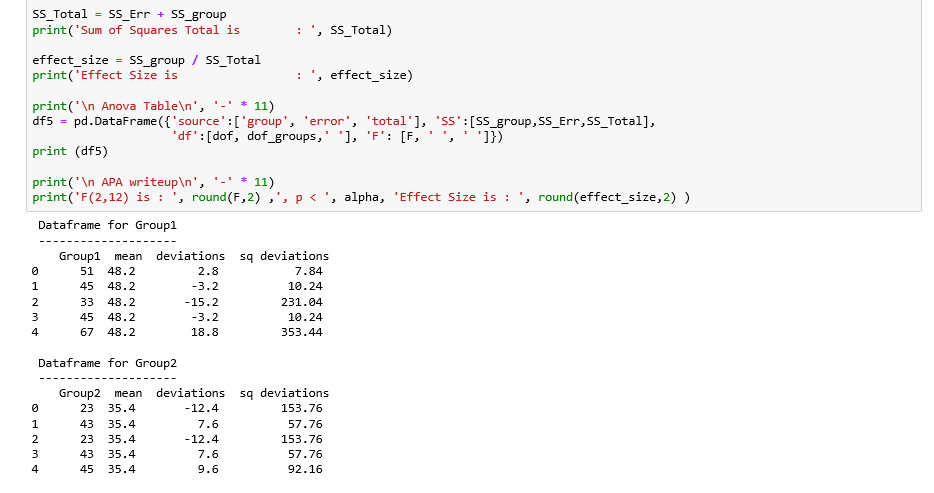 SS_Total = SS_Err + SS_group
print('Sum of Squares Total is        : ', SS_Total)
effect_size = SS_group / SS_Total
print('Effect Size is                 : ', effect_size)
print('\n Anova Table\n', '-' * 11)
df5 = pd.DataFrame({'source':['group', 'error', 'total'], 'SS':[SS_group,SS_Err,SS_Total],
'df':[dof, dof_groups,' '], 'F': [F, ' ', ' ']})
print (df5)
print('\n APA writeup\n', '-' * 11)
print('F(2,12) is : ', round(F,2) ,', p < ', alpha, 'Effect Size is : ', round(effect_size,2) )
Dataframe for Group1
--------------------
Group1  mean  deviations  sq deviations
0      51  48.2         2.8           7.84
1      45  48.2        -3.2          10.24
2      33  48.2       -15.2         231.04
3      45  48.2        -3.2          10.24
4      67  48.2        18.8         353.44
Dataframe for Group2
--------------------
Group2  mean  deviations  sq deviations
0      23  35.4       -12.4         153.76
1      43  35.4         7.6          57.76
2      23  35.4       -12.4         153.76
3      43  35.4         7.6          57.76
4      45  35.4         9.6          92.16